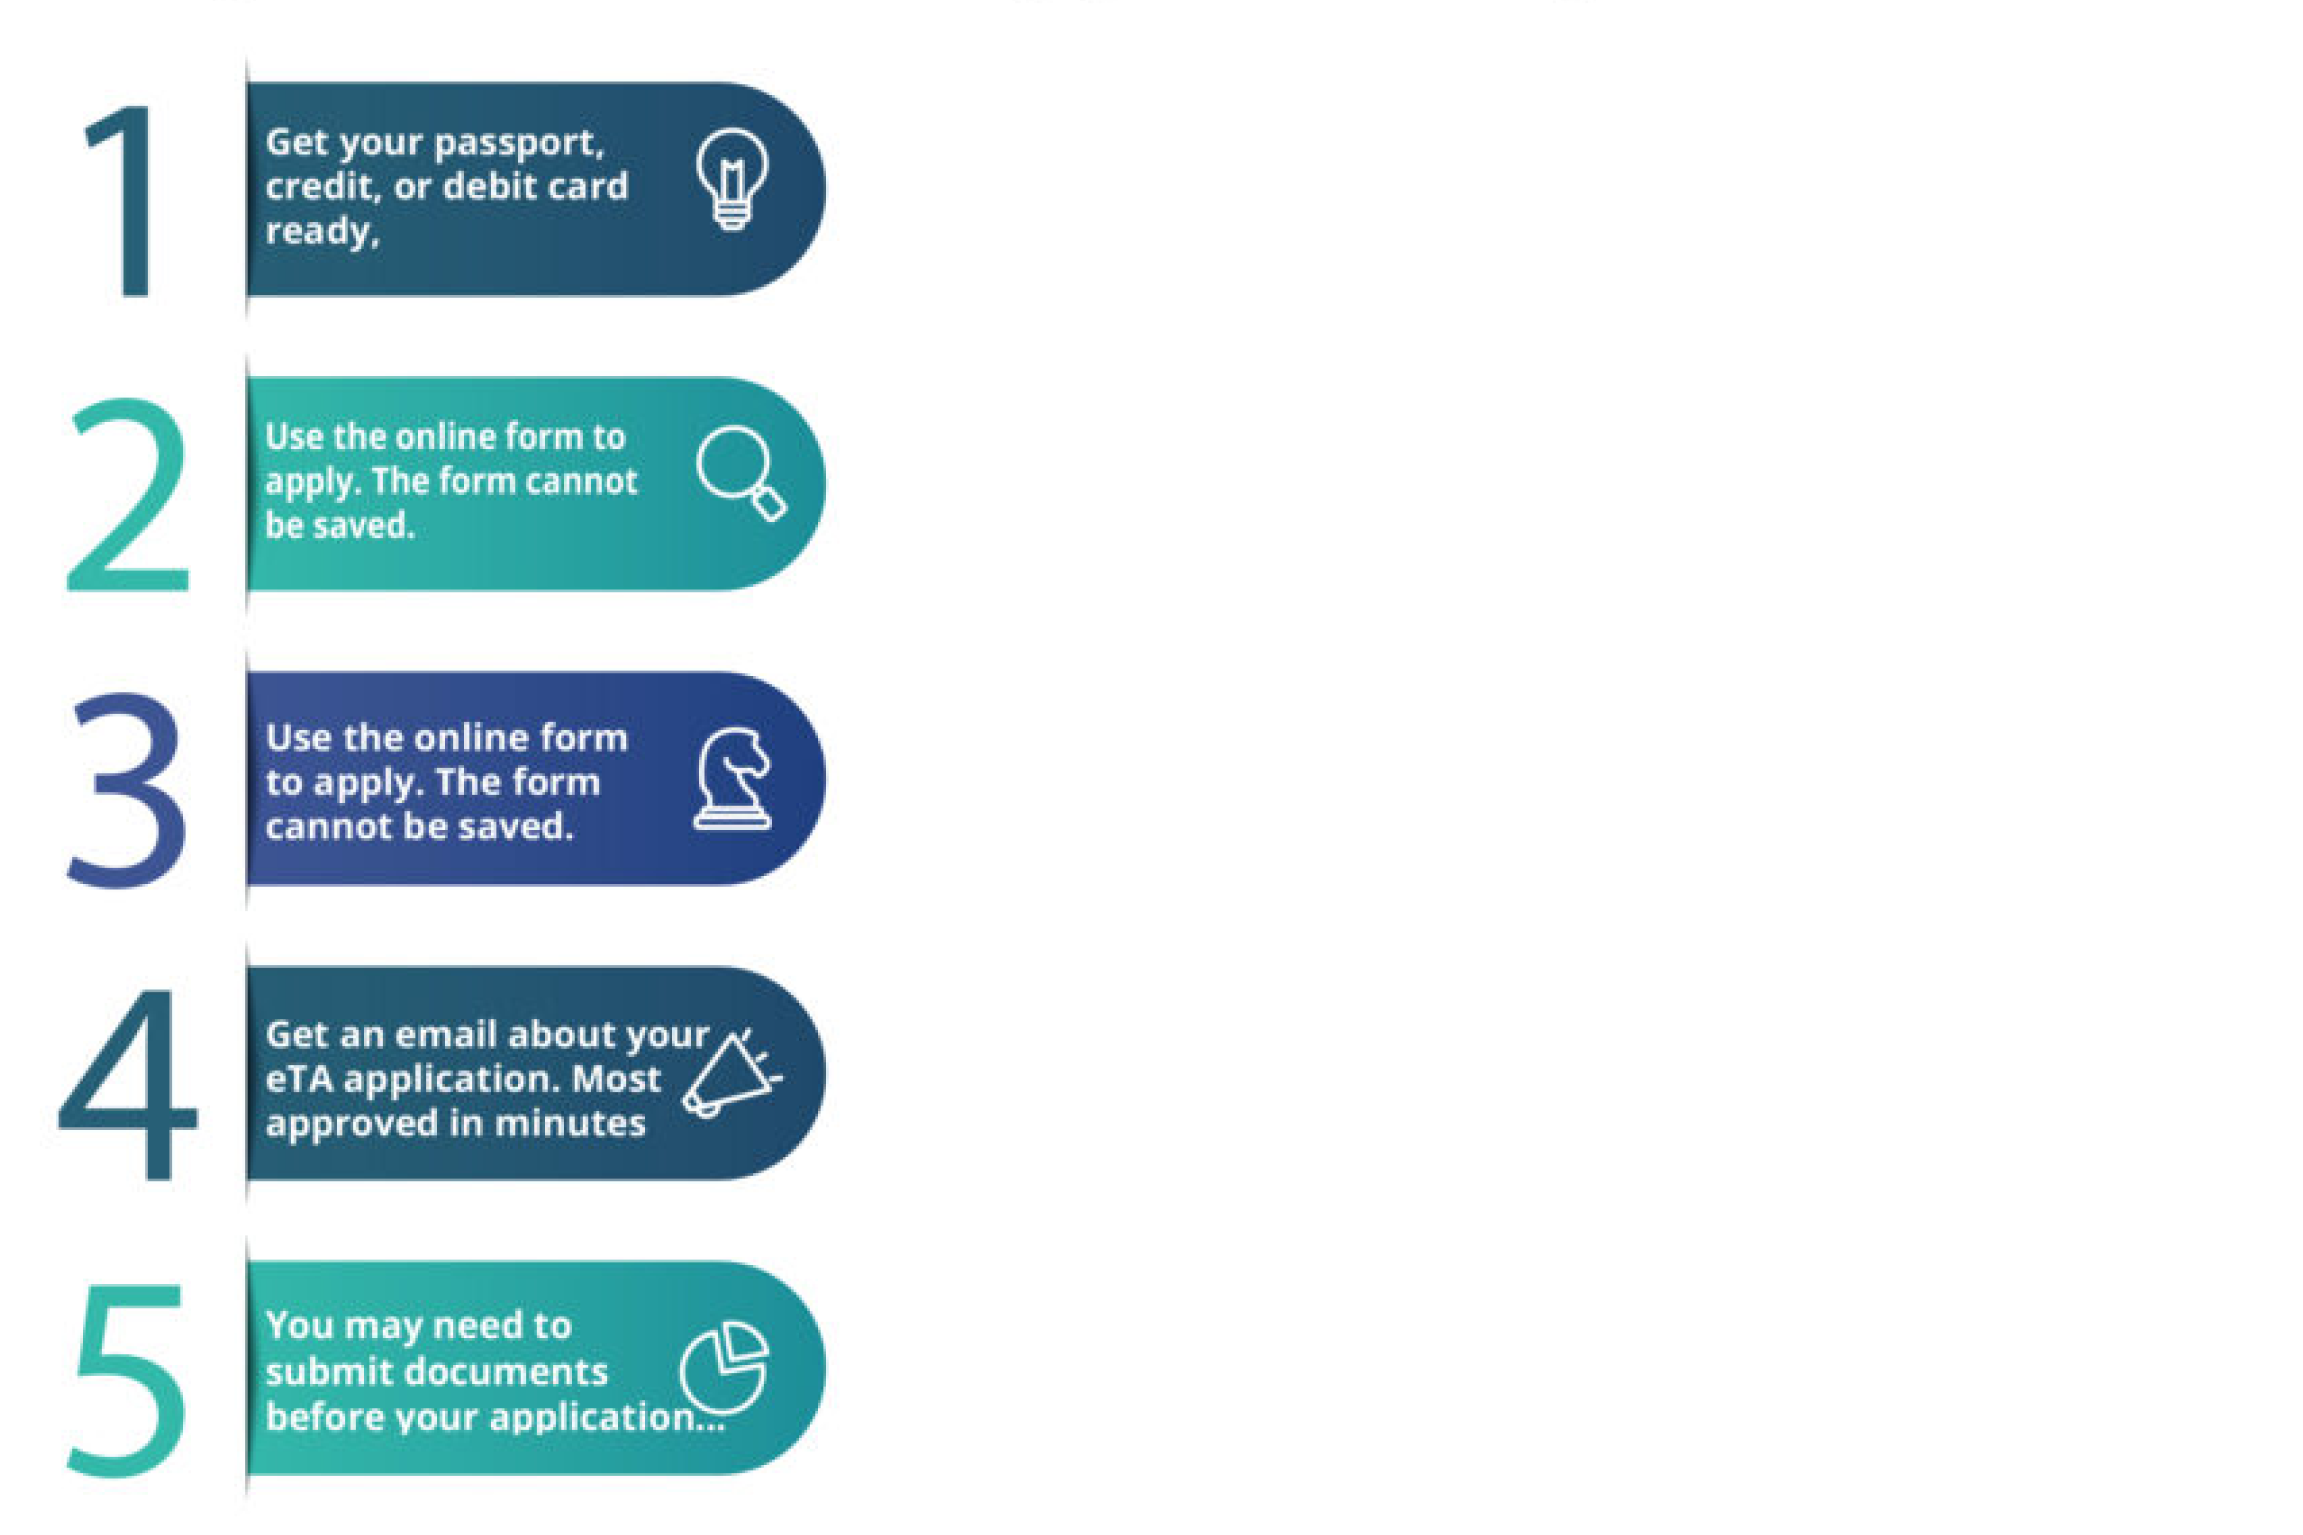 1
Get your passport,
credit, or debit card
ready,
2
Use the online form to
apply. The form cannot
be saved.
3
Use the online form
to apply. The form
cannot be saved.
4
Get an email about your
eTA application. Most
approved in minutes
5
You may need to
submit documents
before your application...